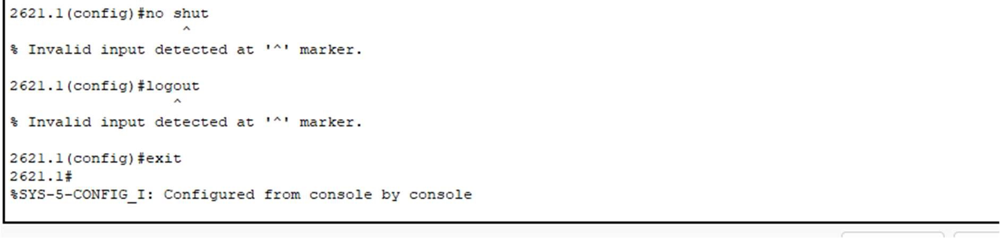 2621.1(config)#no shut
^
% Invalid input detected at '^' marker.
2621.1(config)#logout
^
% Invalid input detected at '^' marker.
2621.1(config)#exit
2621.1#
%SYS-5-CONFIG_I: Configured from console by console